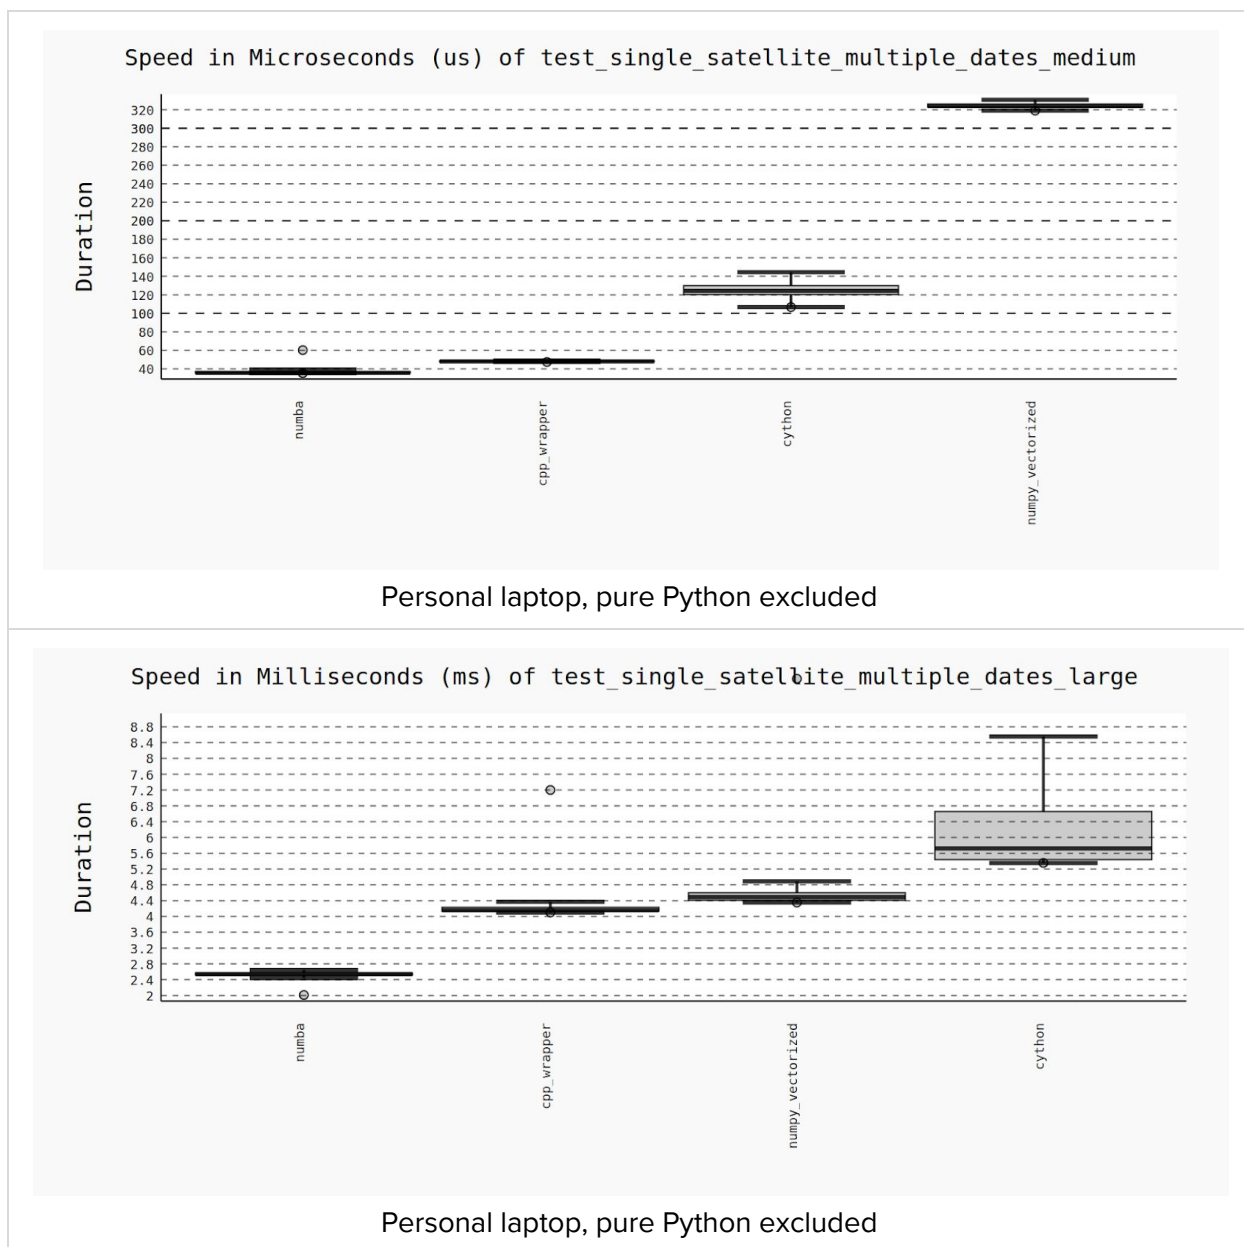 Speed in Microseconds (us) of test_single_satellite_multiple_dates_medium
Duration
320
300
280
260
240
220
200
180
160
140
120
100
80
60
40
numba
cpp_wrapper
cython
numpy_vectorized
Personal laptop, pure Python excluded
Speed in Milliseconds (ms) of test_single_satellite_multiple_dates_large
Duration
8.8
8.4
8
7.6
7.2
6.8
6.4
6
5.6
5.2
4.8
4.4
4
3.6
3.2
2.8
2.4
2
numba
cpp_wrapper
numpy_vectorized
cython
Personal laptop, pure Python excluded